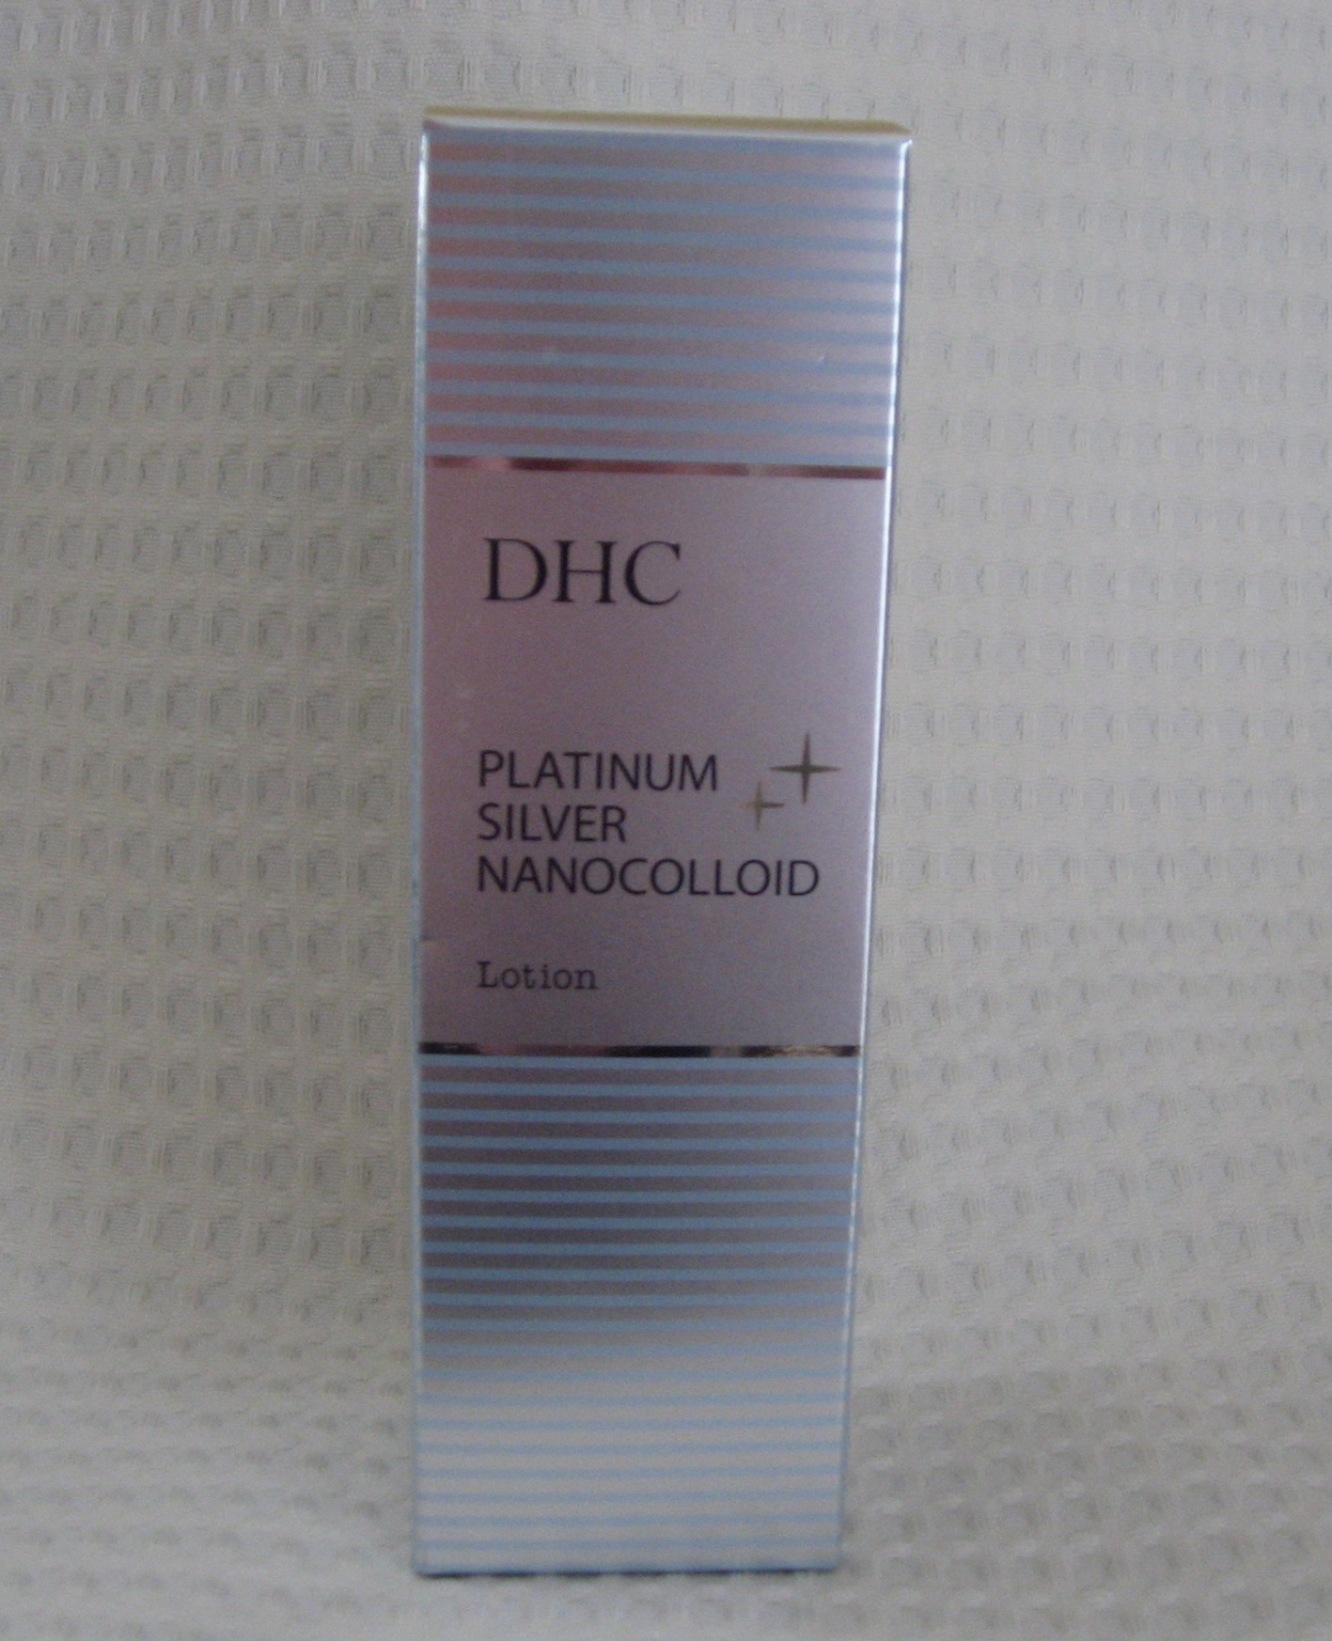 DHC
PLATINUM
SILVER
NANOCOLLOID
Lotion